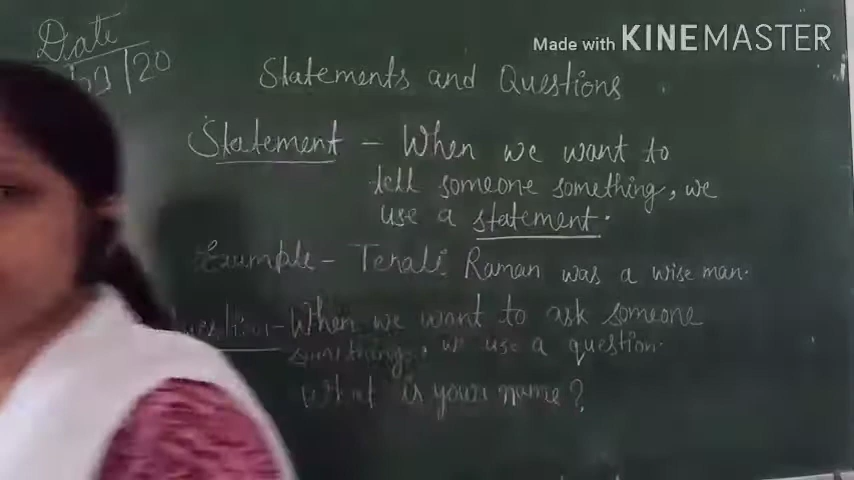 Made with KINEMASTER
Date
/20
Statements and Questions
Statement - When we want to
tell someone something, we
use a statement.
Example - Tenali Raman was a wise man.
When we want to ask someone
something, we use a question.
What is your name?